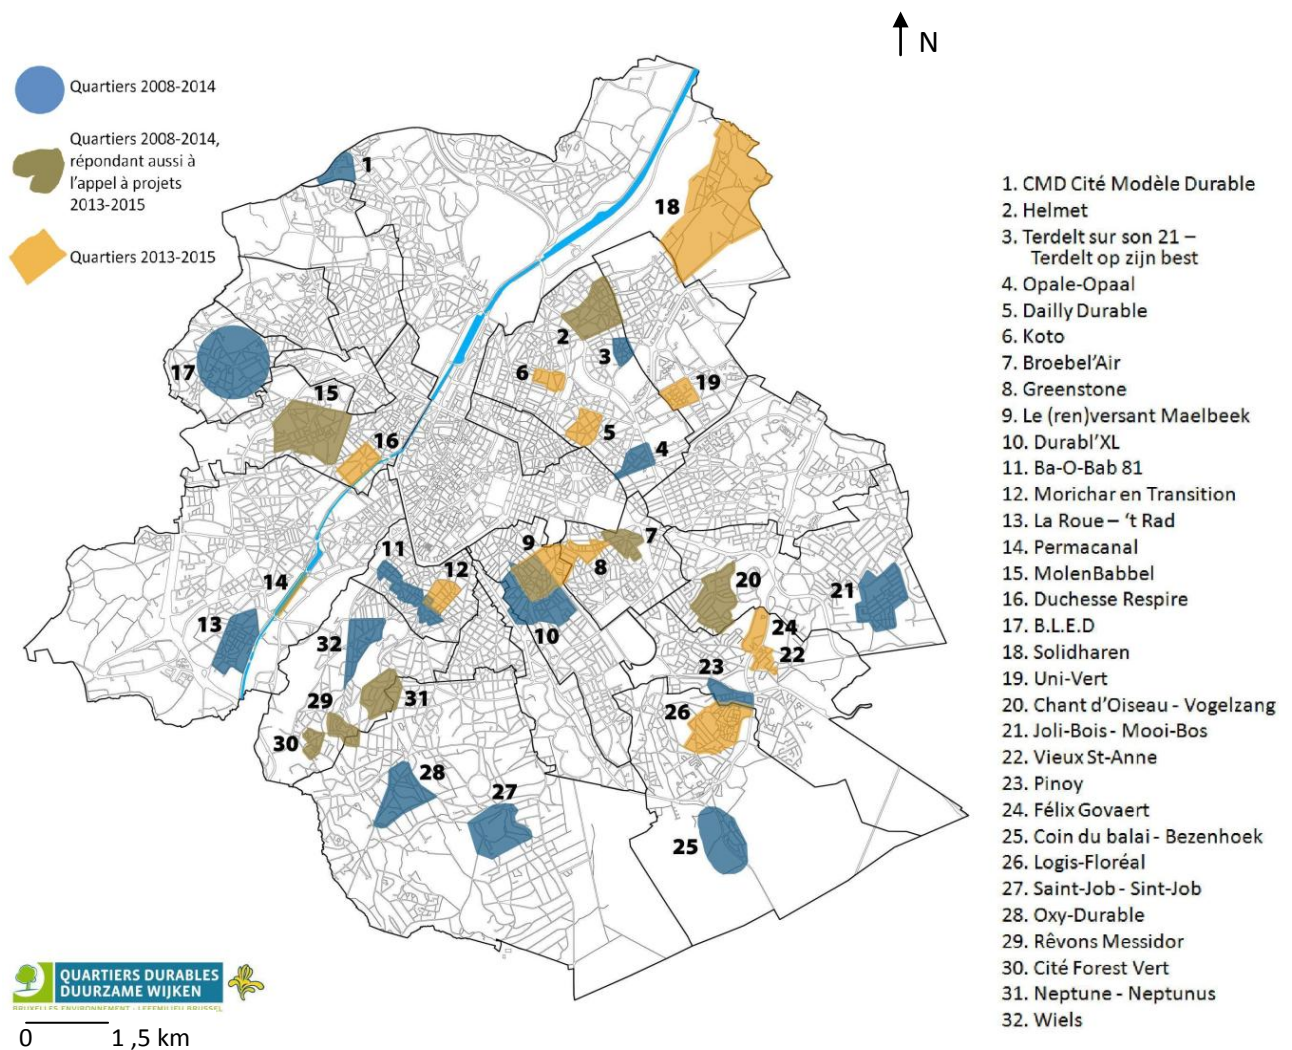 N
Quartiers 2008-2014
Quartiers 2008-2014,
répondant aussi à
l'appel à projets
2013-2015
Quartiers 2013-2015
1
18
2
3
17
6
19
15
5
16
4
9
7
8
11
12
14
20
21
13
10
24
32
22
23
29
31
26
30
28
27
25
1. CMD Cité Modèle Durable
2. Helmet
3. Terdelt sur son 21 –
Terdelt op zijn best
4. Opale-Opaal
5. Dailly Durable
6. Koto
7. Broebel'Air
8. Greenstone
9. Le (ren)versant Maelbeek
10. Durabl'XL
11. Ba-O-Bab 81
12. Morichar en Transition
13. La Roue – 't Rad
14. Permacanal
15. MolenBabbel
16. Duchesse Respire
17. B.L.E.D
18. Solidharen
19. Uni-Vert
20. Chant d'Oiseau - Vogelzang
21. Joli-Bois - Mooi-Bos
22. Vieux St-Anne
23. Pinoy
24. Félix Govaert
25. Coin du balai - Bezenhoek
26. Logis-Floréal
27. Saint-Job - Sint-Job
28. Oxy-Durable
29. Rêvons Messidor
30. Cité Forest Vert
31. Neptune - Neptunus
32. Wiels
QUARTIERS DURABLES
DUURZAME WIJKEN
BRUXELLES ENVIRONNEMENT - LEEFMILIEU BRUSSEL
0 1 ,5 km